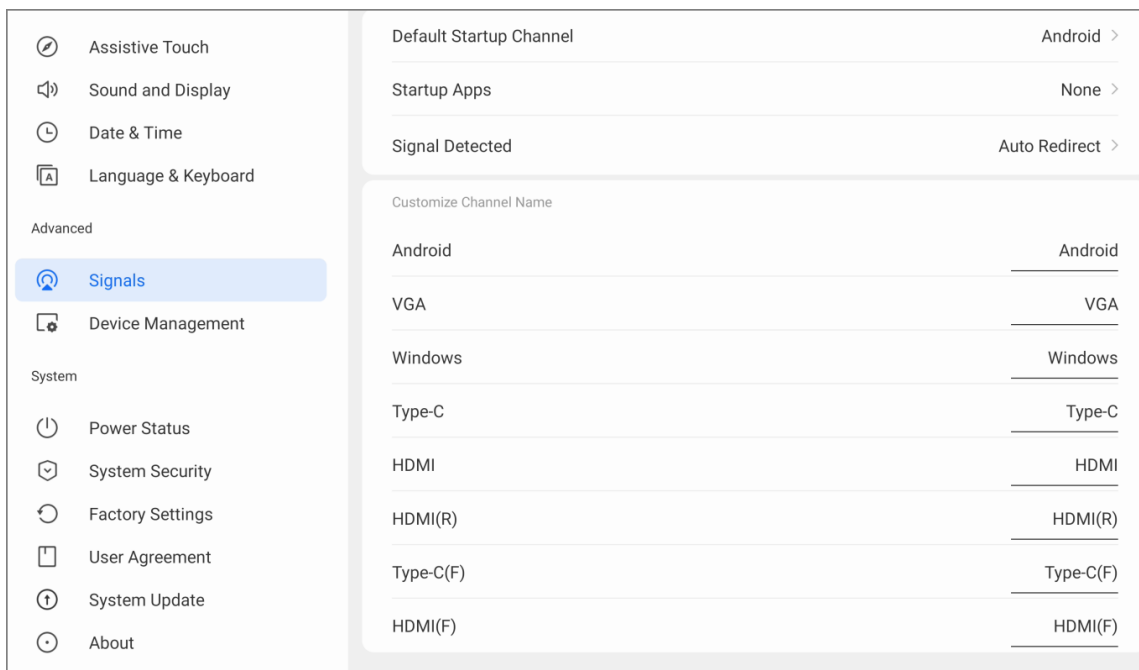 Assistive Touch
Sound and Display
Date & Time
Language & Keyboard
Advanced
Signals
Device Management
System
Power Status
System Security
Factory Settings
User Agreement
System Update
About
Default Startup Channel Android
Startup Apps None
Signal Detected Auto Redirect
Customize Channel Name
Android Android
VGA VGA
Windows Windows
Type-C Type-C
HDMI HDMI
HDMI(R) HDMI(R)
Type-C(F) Type-C(F)
HDMI(F) HDMI(F)